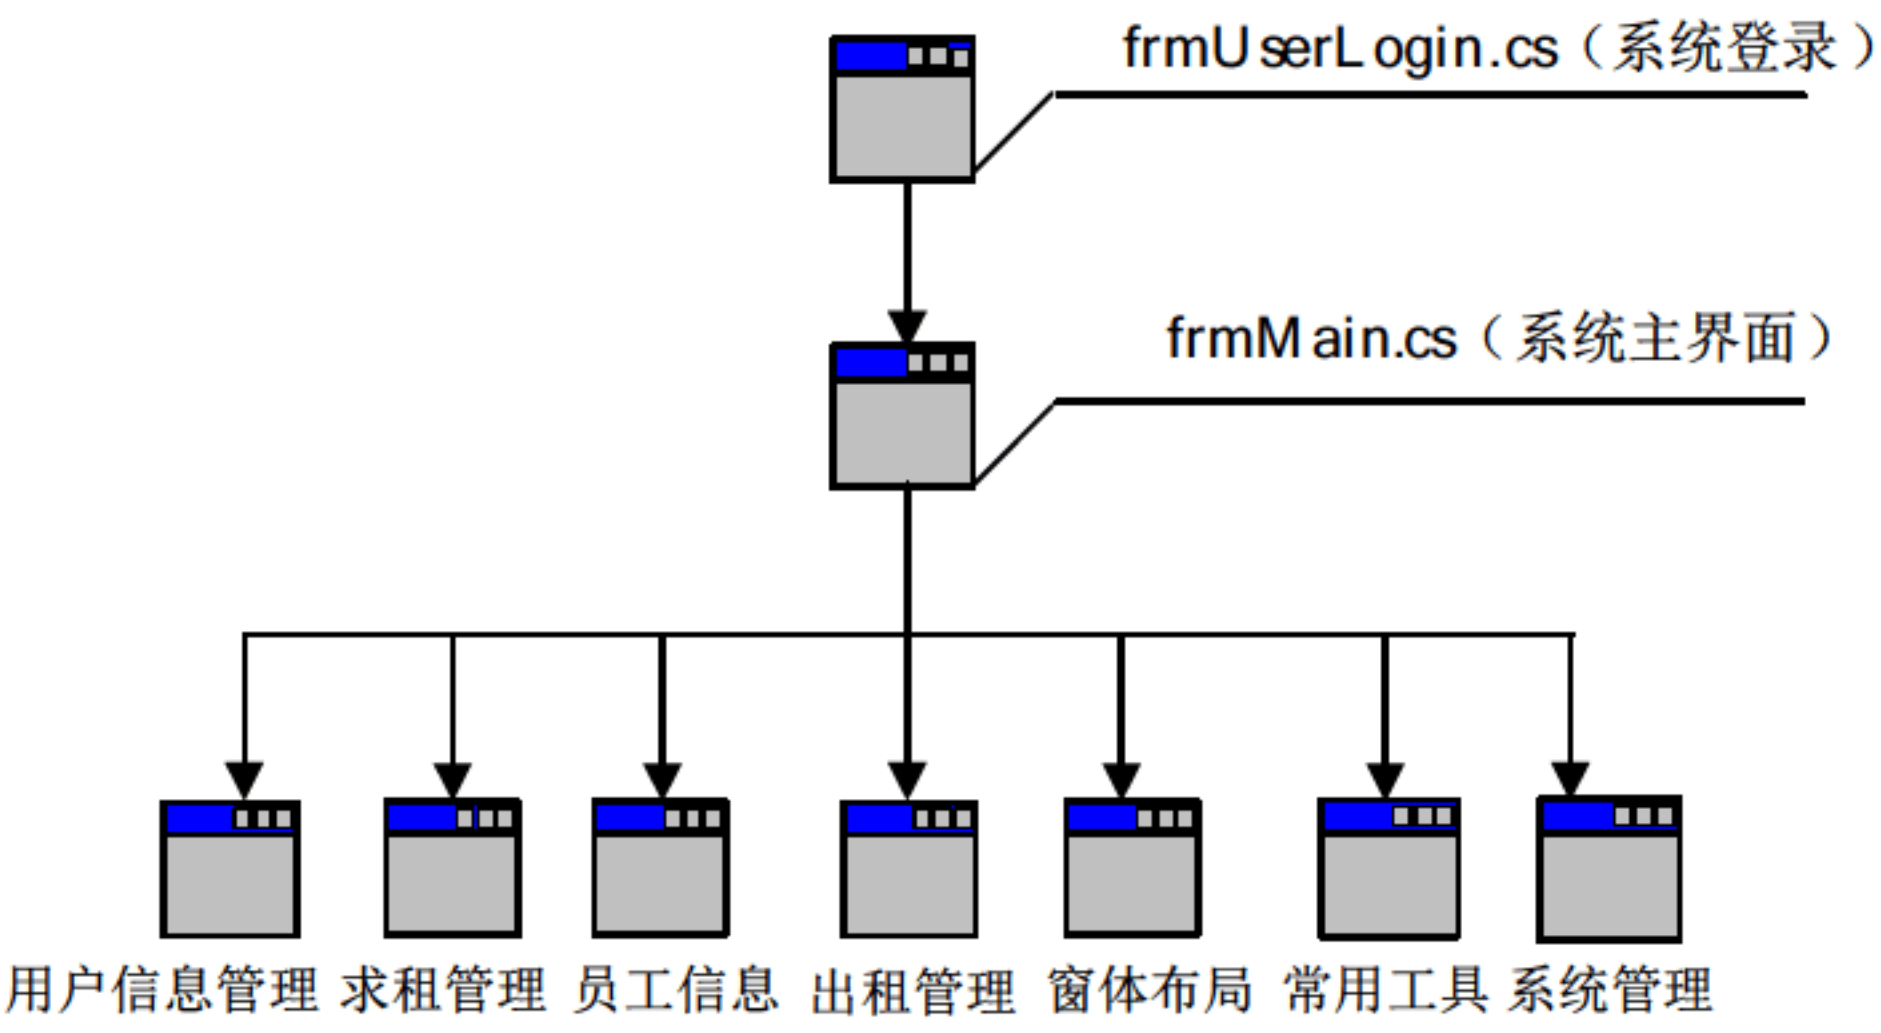 frmUserLogin.cs（系统登录）
frmMain.cs（系统主界面）
用户信息管理 求租管理 员工信息 出租管理 窗体布局 常用工具 系统管理